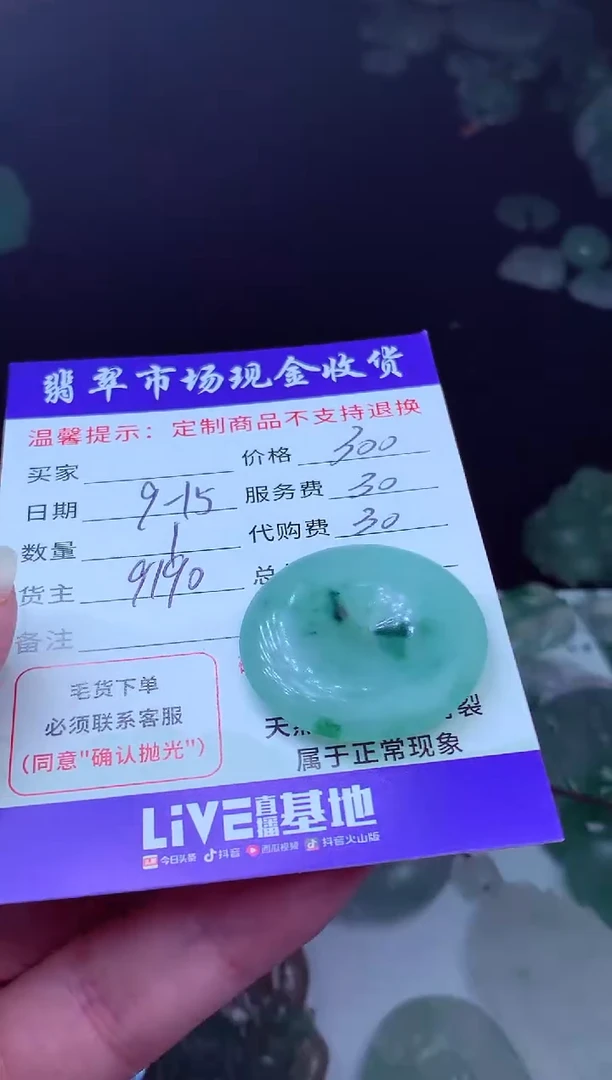 翡翠市场现金收货
温馨提示：定制商品不支持退换
买家
价格 300
日期 9-15
服务费 30
数量 1
代购费 30
货主 9190
总
备注
毛货下单
必须联系客服
(同意"确认抛光")
天 裂
属于正常现象
LiVE直播基地
今日头条 抖音 西瓜视频 抖音火山版